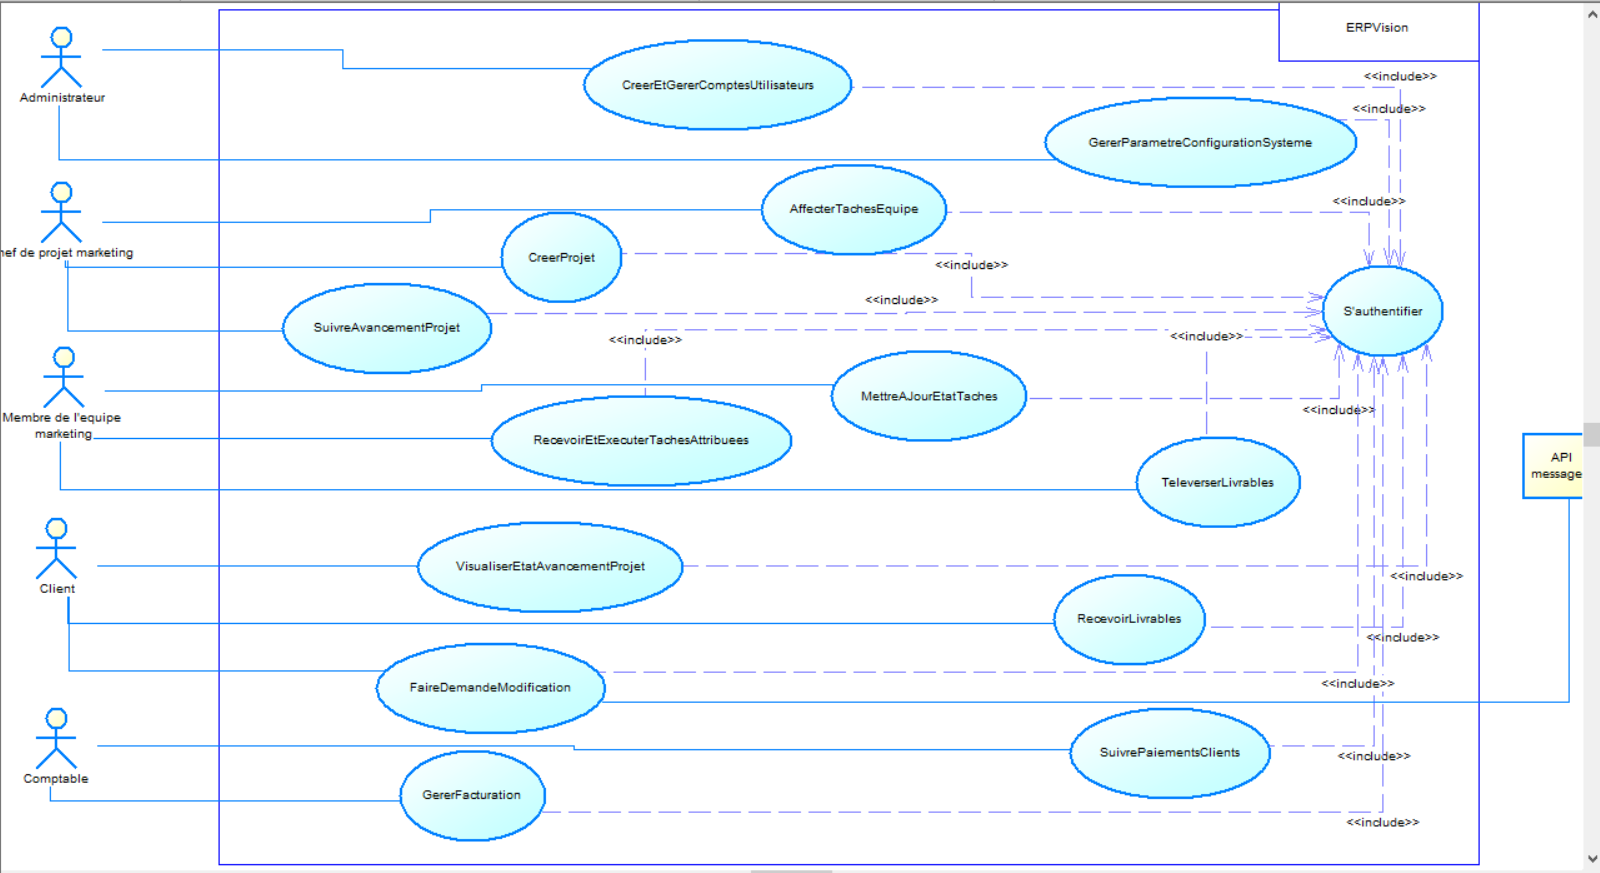 ERPVision
<<include>>
CreerEtGererComptesUtilisateurs
Administrateur
<<include>>
GererParametreConfigurationSysteme
<<include>>
AffecterTachesEquipe
hef de projet marketing
CreerProjet
<<include>>
<<include>>
S'authentifier
SuivreAvancementProjet
<<include>>
<<include>>
MettreAJourEtatTaches
<<include>>
Membre de l'equipe
marketing
RecevoirEtExecuterTachesAttribuees
API
message
TeleverserLivrables
VisualiserEtatAvancementProjet
<<include>>
Client
RecevoirLivrables
<<include>>
FaireDemandeModification
<<include>>
SuivrePaiementsClients
<<include>>
Comptable
GererFacturation
<<include>>